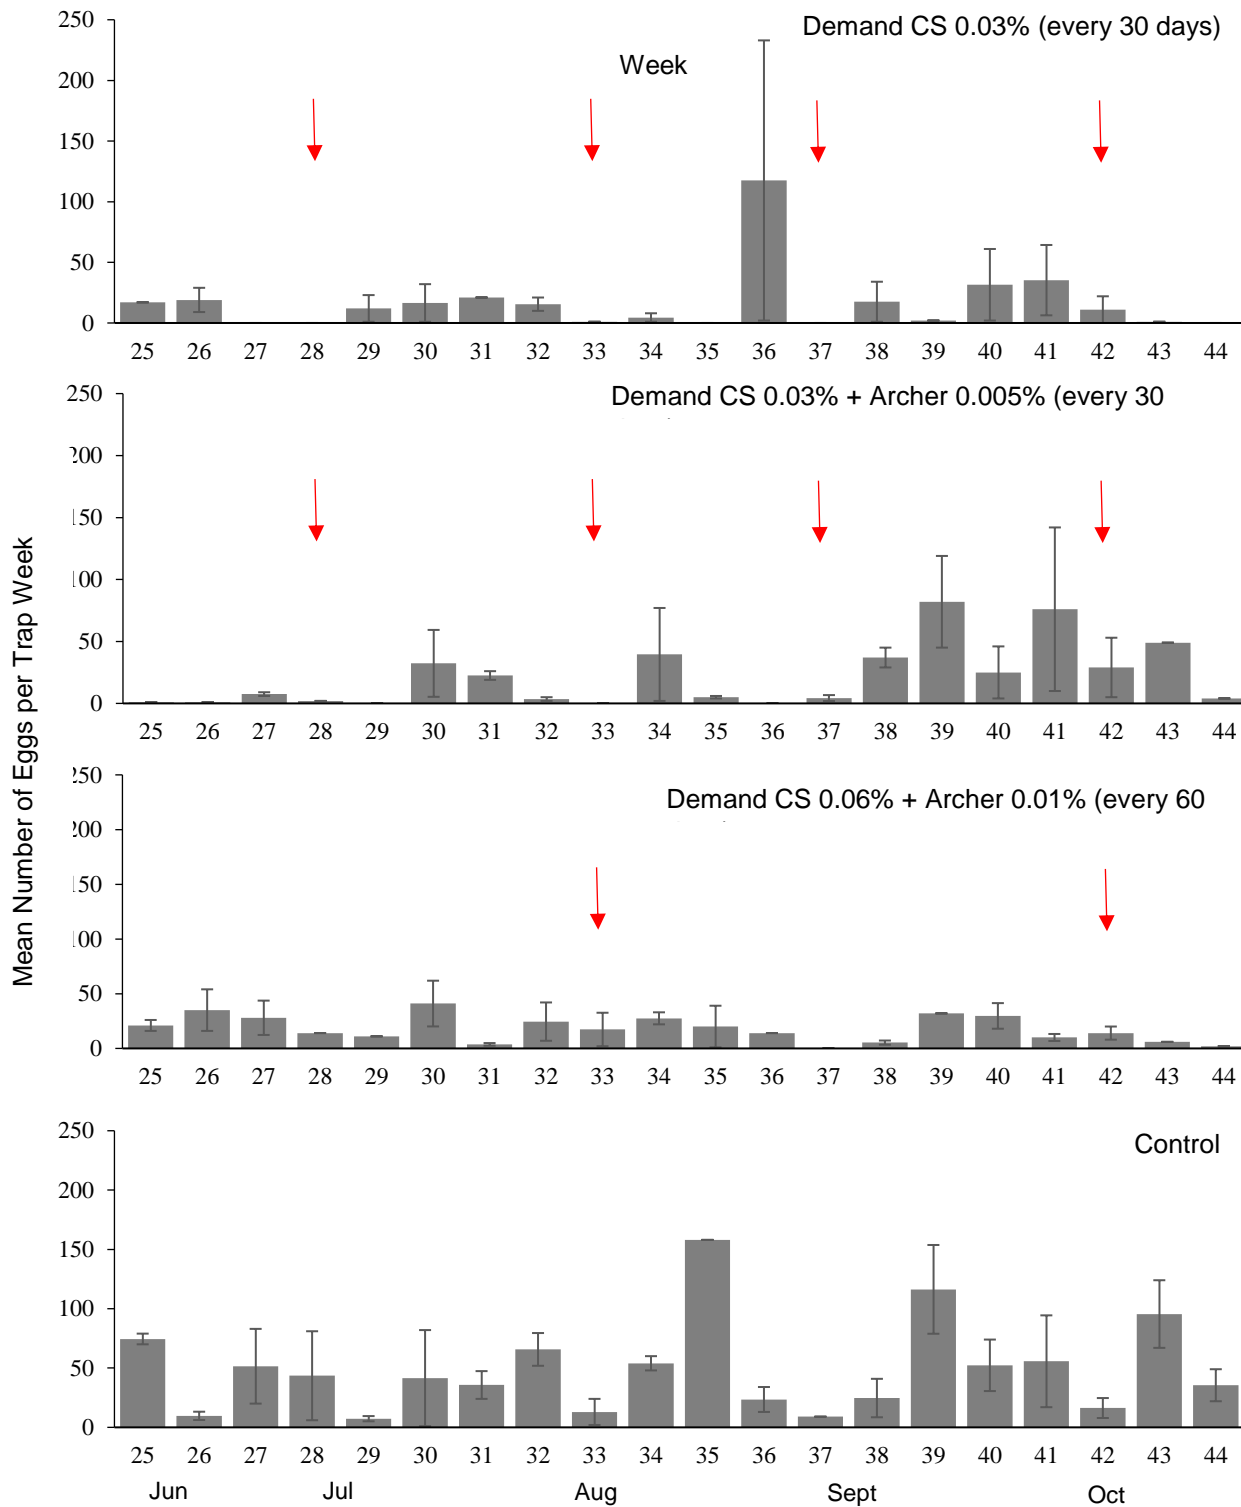 Demand CS 0.03% (every 30 days)
Week
250
200
150
100
50
0
25 26 27 28 29 30 31 32 33 34 35 36 37 38 39 40 41 42 43 44
Demand CS 0.03% + Archer 0.005% (every 30
250
200
150
100
50
0
25 26 27 28 29 30 31 32 33 34 35 36 37 38 39 40 41 42 43 44
Mean Number of Eggs per Trap Week
Demand CS 0.06% + Archer 0.01% (every 60
250
200
150
100
50
0
25 26 27 28 29 30 31 32 33 34 35 36 37 38 39 40 41 42 43 44
Control
250
200
150
100
50
0
25 26 27 28 29 30 31 32 33 34 35 36 37 38 39 40 41 42 43 44
Jun Jul Aug Sept Oct